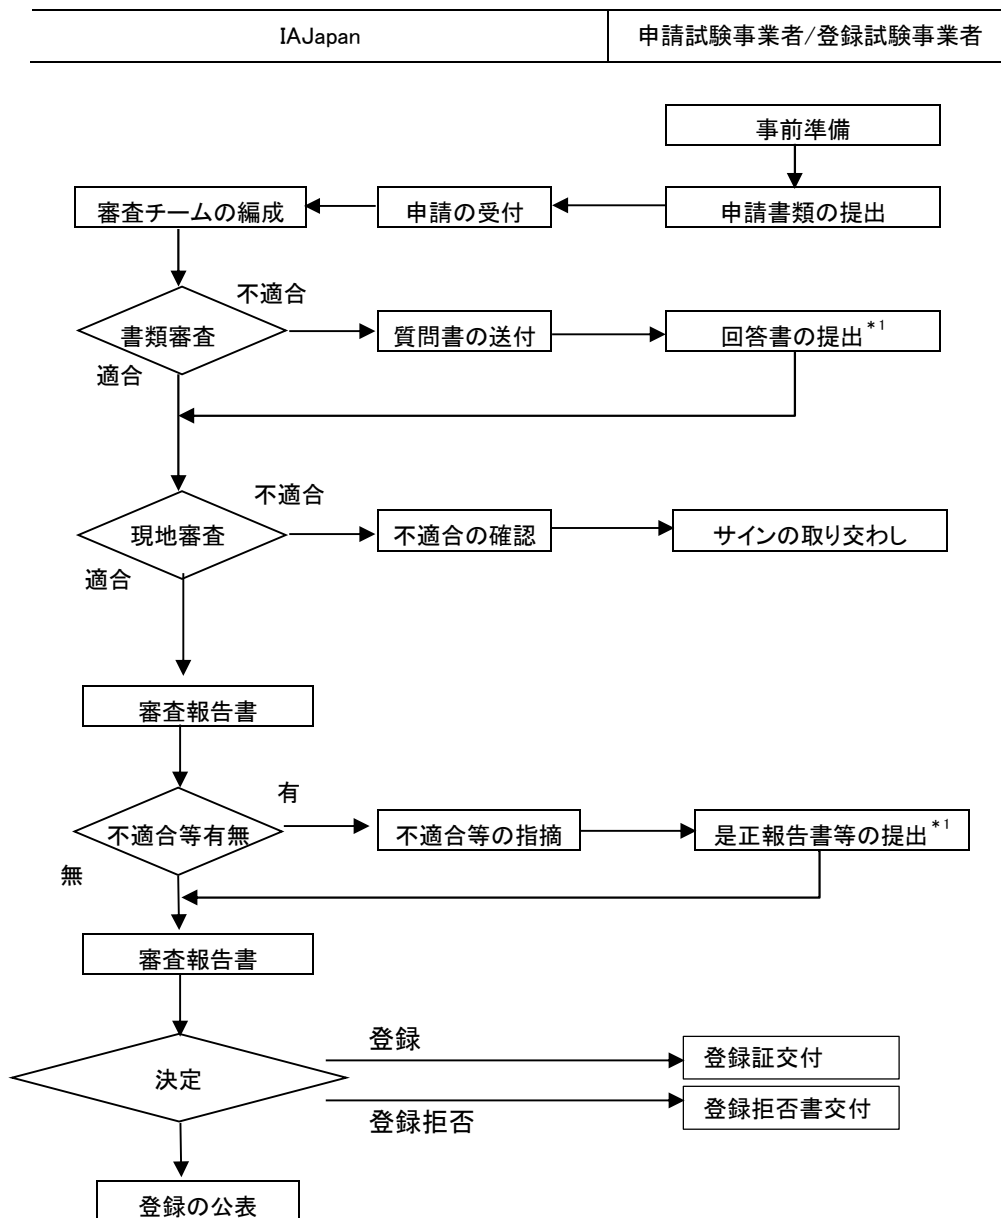 IAJapan
申請試験事業者/登録試験事業者
事前準備
審査チームの編成
申請の受付
申請書類の提出
不適合
書類審査
質問書の送付
回答書の提出*1
適合
不適合
現地審査
不適合の確認
サインの取り交わし
適合
審査報告書
有
不適合等有無
不適合等の指摘
是正報告書等の提出*1
無
審査報告書
登録
登録証交付
決定
登録拒否書交付
登録拒否
登録の公表